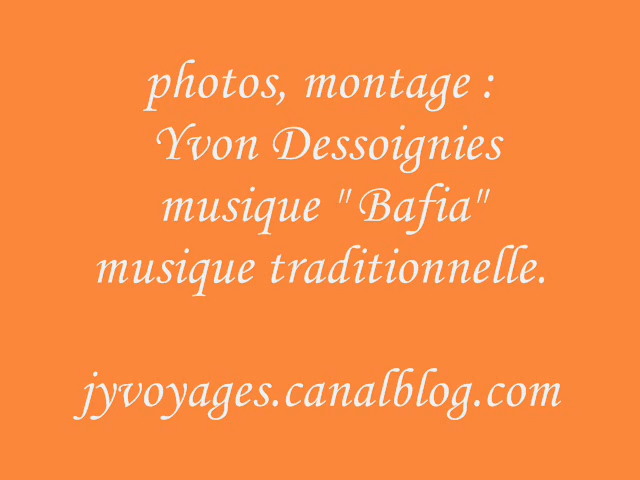 photos, montage :
Yvon Dessoignies
musique " Bafia"
musique traditionnelle.
jyvoyages.canalblog.com